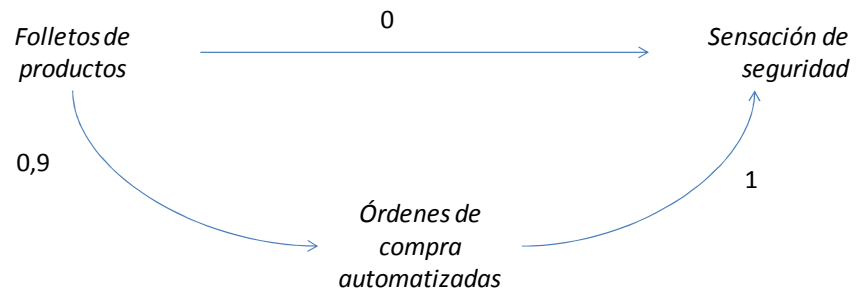 0
Folletos de
productos
Sensación de
seguridad
0,9
1
Órdenes de
compra
automatizadas